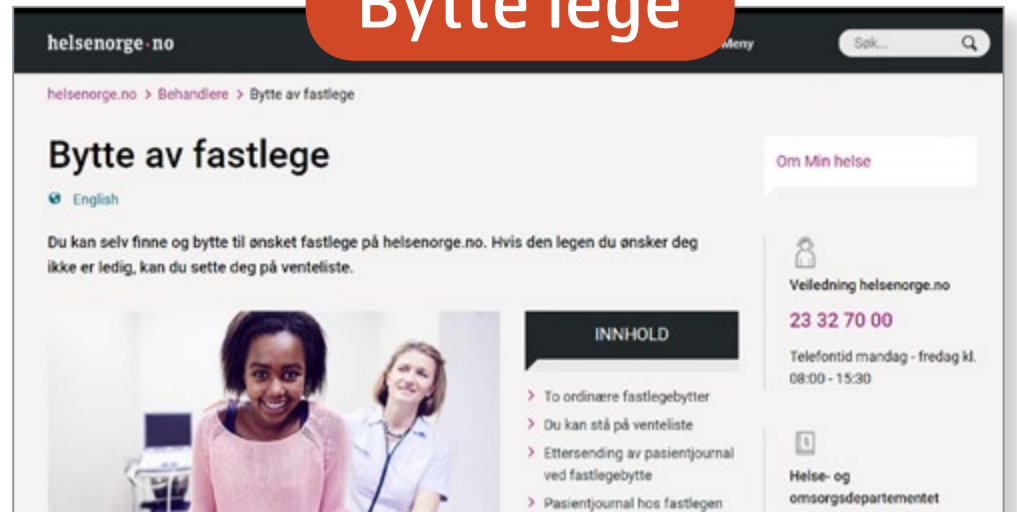 Bytte lege
helsenorge.no
Meny
Søk...
helsenorge.no > Behandlere > Bytte av fastlege
Bytte av fastlege
English
Du kan selv finne og bytte til ønsket fastlege på helsenorge.no. Hvis den legen du ønsker deg
ikke er ledig, kan du sette deg på venteliste.
INNHOLD
> To ordinære fastlegebytter
> Du kan stå på venteliste
> Ettersending av pasientjournal
ved fastlegebytte
> Pasientjournal hos fastlegen
Om Min helse
Veiledning helsenorge.no
23 32 70 00
Telefontid mandag - fredag kl.
08:00 - 15:30
Helse- og
omsorgsdepartementet